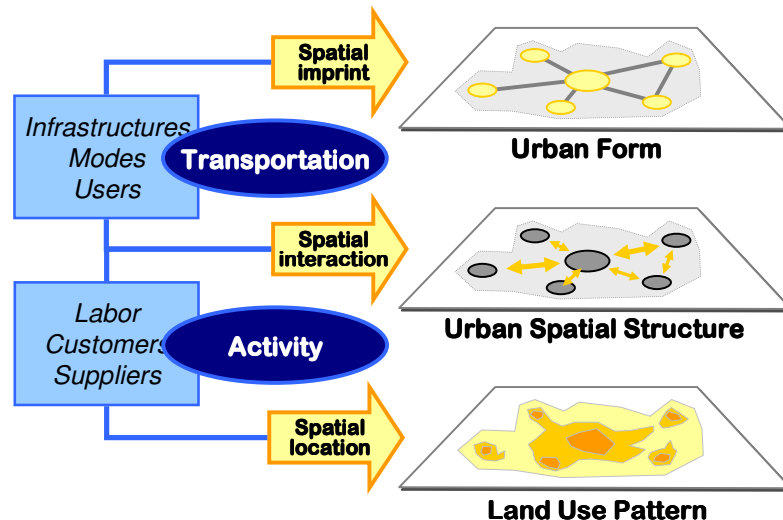 Spatial
imprint
Urban Form
Infrastructures
Modes
Users
Transportation
Spatial
interaction
Urban Spatial Structure
Labor
Customers
Suppliers
Activity
Spatial
location
Land Use Pattern